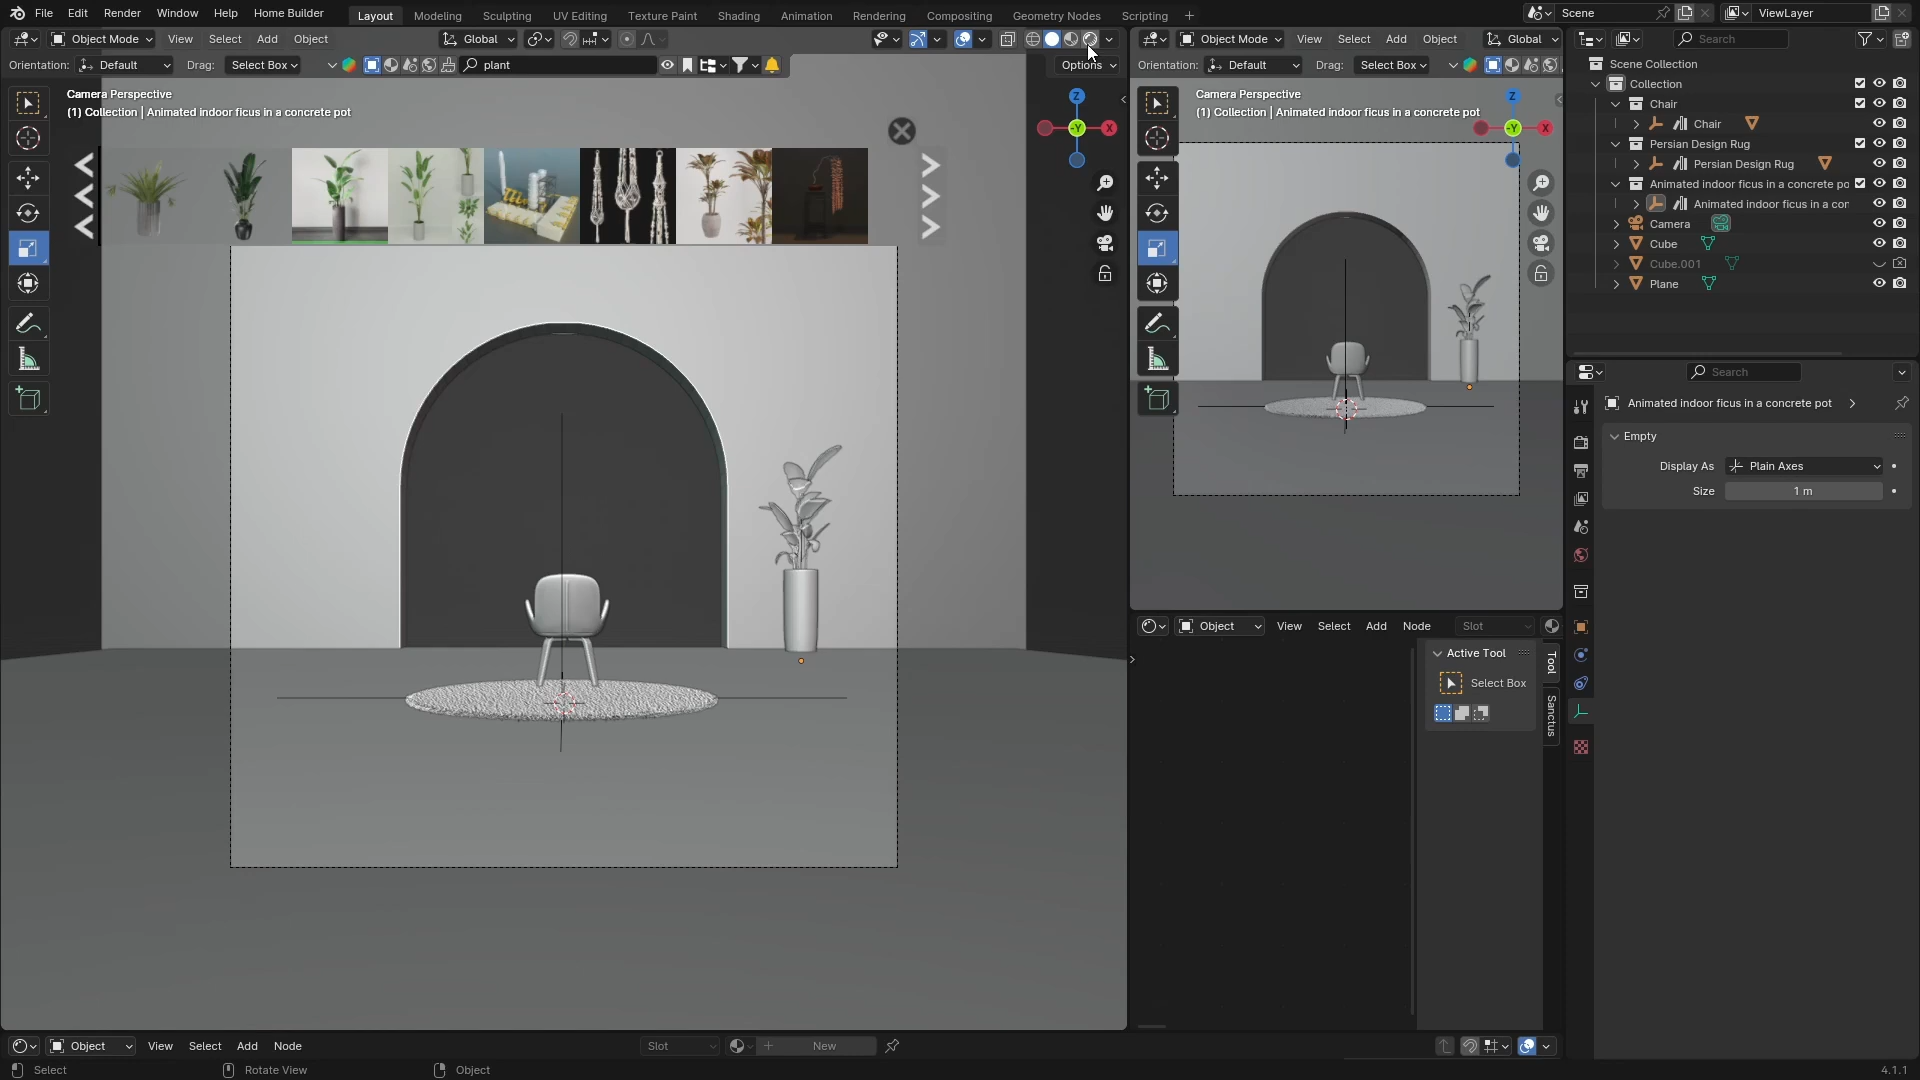 File Edit Render Window Help Home Builder Layout Modeling Sculpting UV Editing Texture Paint Shading Animation Rendering Compositing Geometry Nodes Scripting + Scene ViewLayer
Object Mode View Select Add Object Global Object Mode View Select Add Object Global Search
Orientation: Default Drag: Select Box plant Options Orientation: Default Drag: Select Box
Camera Perspective
(1) Collection | Animated indoor ficus in a concrete pot
Z
-Y X
Camera Perspective
(1) Collection | Animated indoor ficus in a concrete pot
Z
-Y X
Scene Collection
Collection
Chair
Chair
Persian Design Rug
Persian Design Rug
Animated indoor ficus in a concrete po
Animated indoor ficus in a con
Camera
Cube
Cube.001
Plane
Search
Animated indoor ficus in a concrete pot
Empty
Display As Plain Axes
Size 1 m
Object View Select Add Node Slot
Active Tool
Select Box
Tool
Sanctus
Object View Select Add Node Slot New
Select Rotate View Object 4.1.1